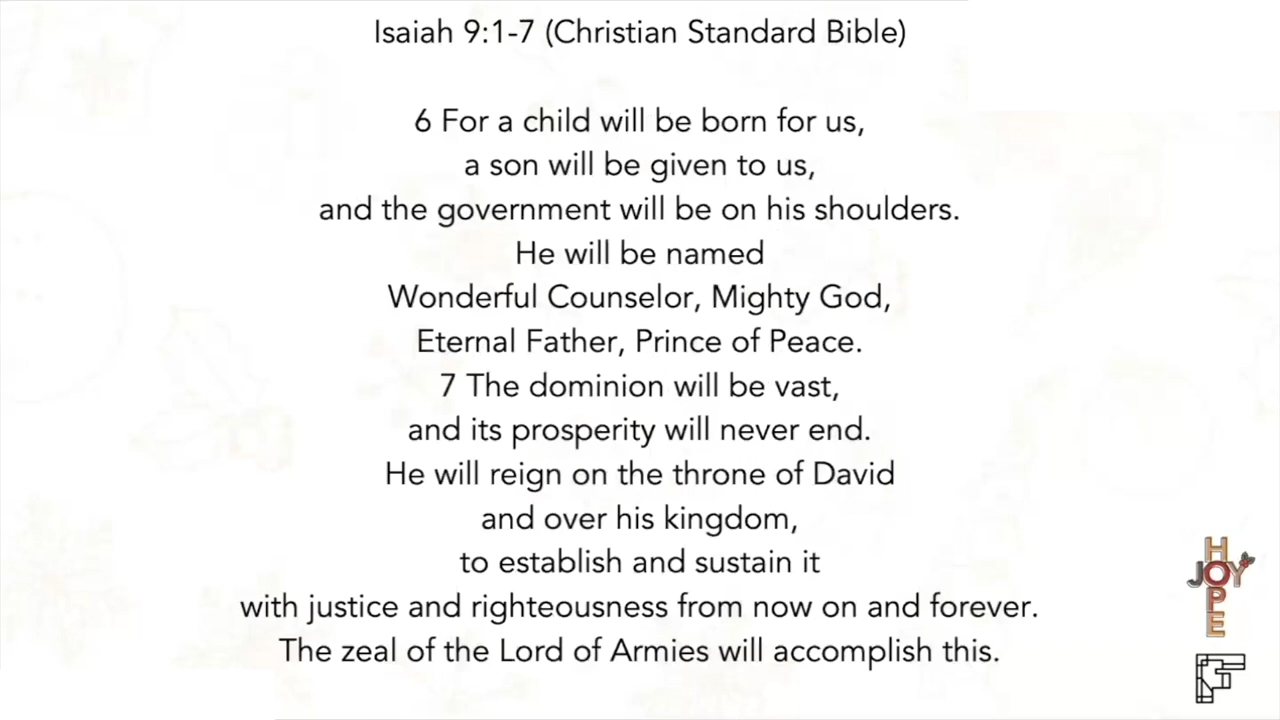 Isaiah 9:1-7 (Christian Standard Bible)
6 For a child will be born for us,
a son will be given to us,
and the government will be on his shoulders.
He will be named
Wonderful Counselor, Mighty God,
Eternal Father, Prince of Peace.
7 The dominion will be vast,
and its prosperity will never end.
He will reign on the throne of David
and over his kingdom,
to establish and sustain it
with justice and righteousness from now on and forever.
The zeal of the Lord of Armies will accomplish this.
HOPE
JOY